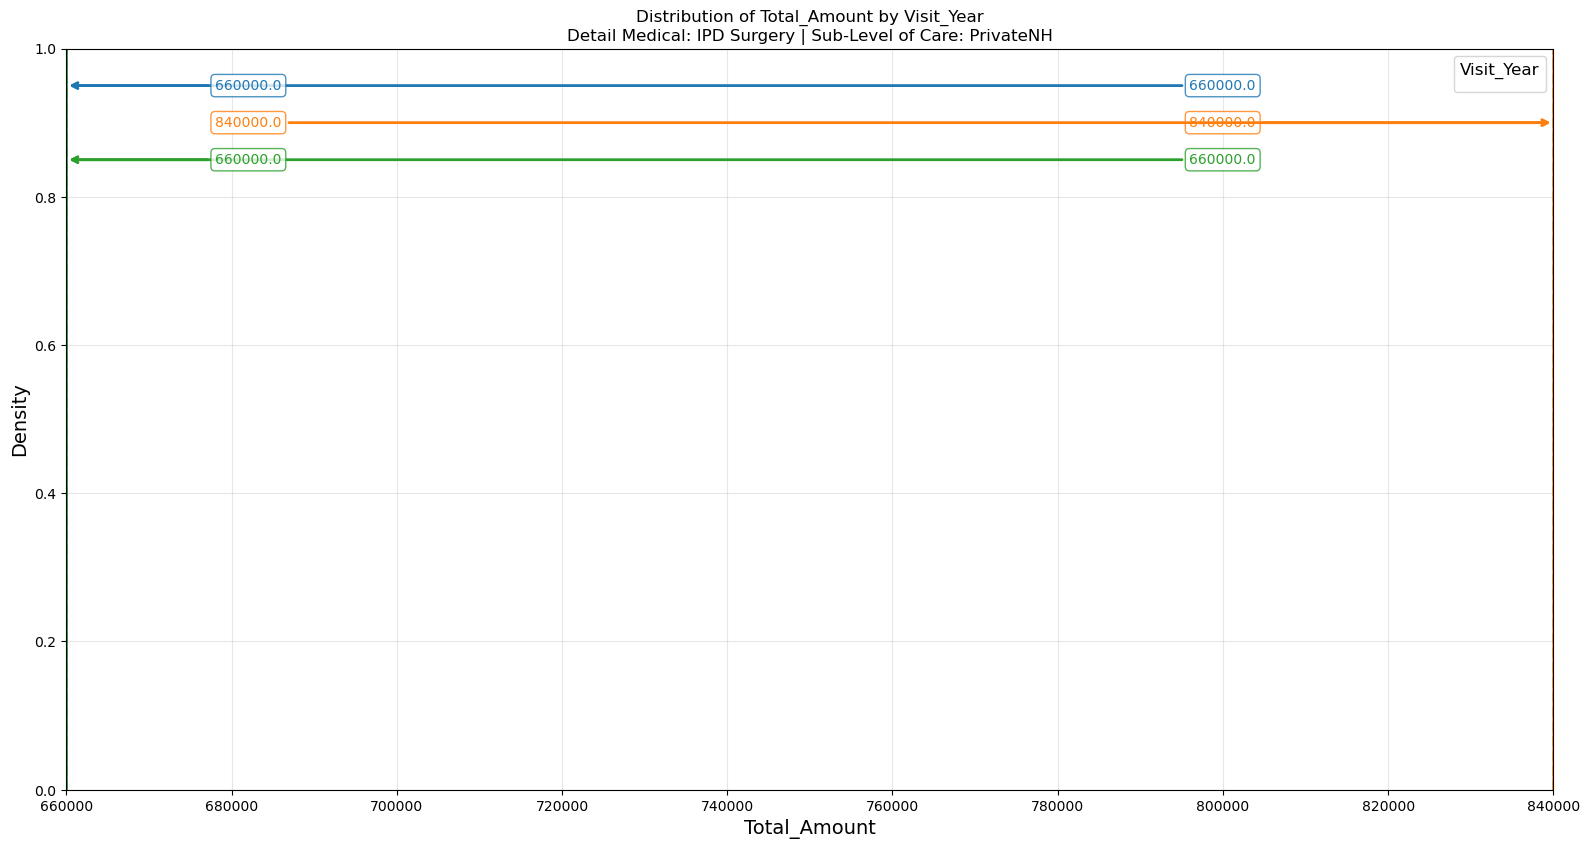 Distribution of Total_Amount by Visit_Year
Detail Medical: IPD Surgery | Sub-Level of Care: PrivateNH
Visit_Year
660000.0 660000.0
840000.0 840000.0
660000.0 660000.0
1.0
0.8
0.6
0.4
0.2
0.0
Density
660000 680000 700000 720000 740000 760000 780000 800000 820000 840000
Total_Amount